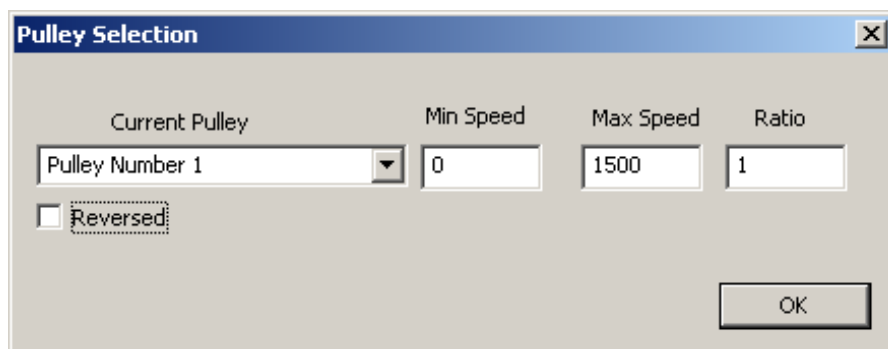 Pulley Selection
Current Pulley Min Speed Max Speed Ratio
Pulley Number 1 0 1500 1
Reversed
OK